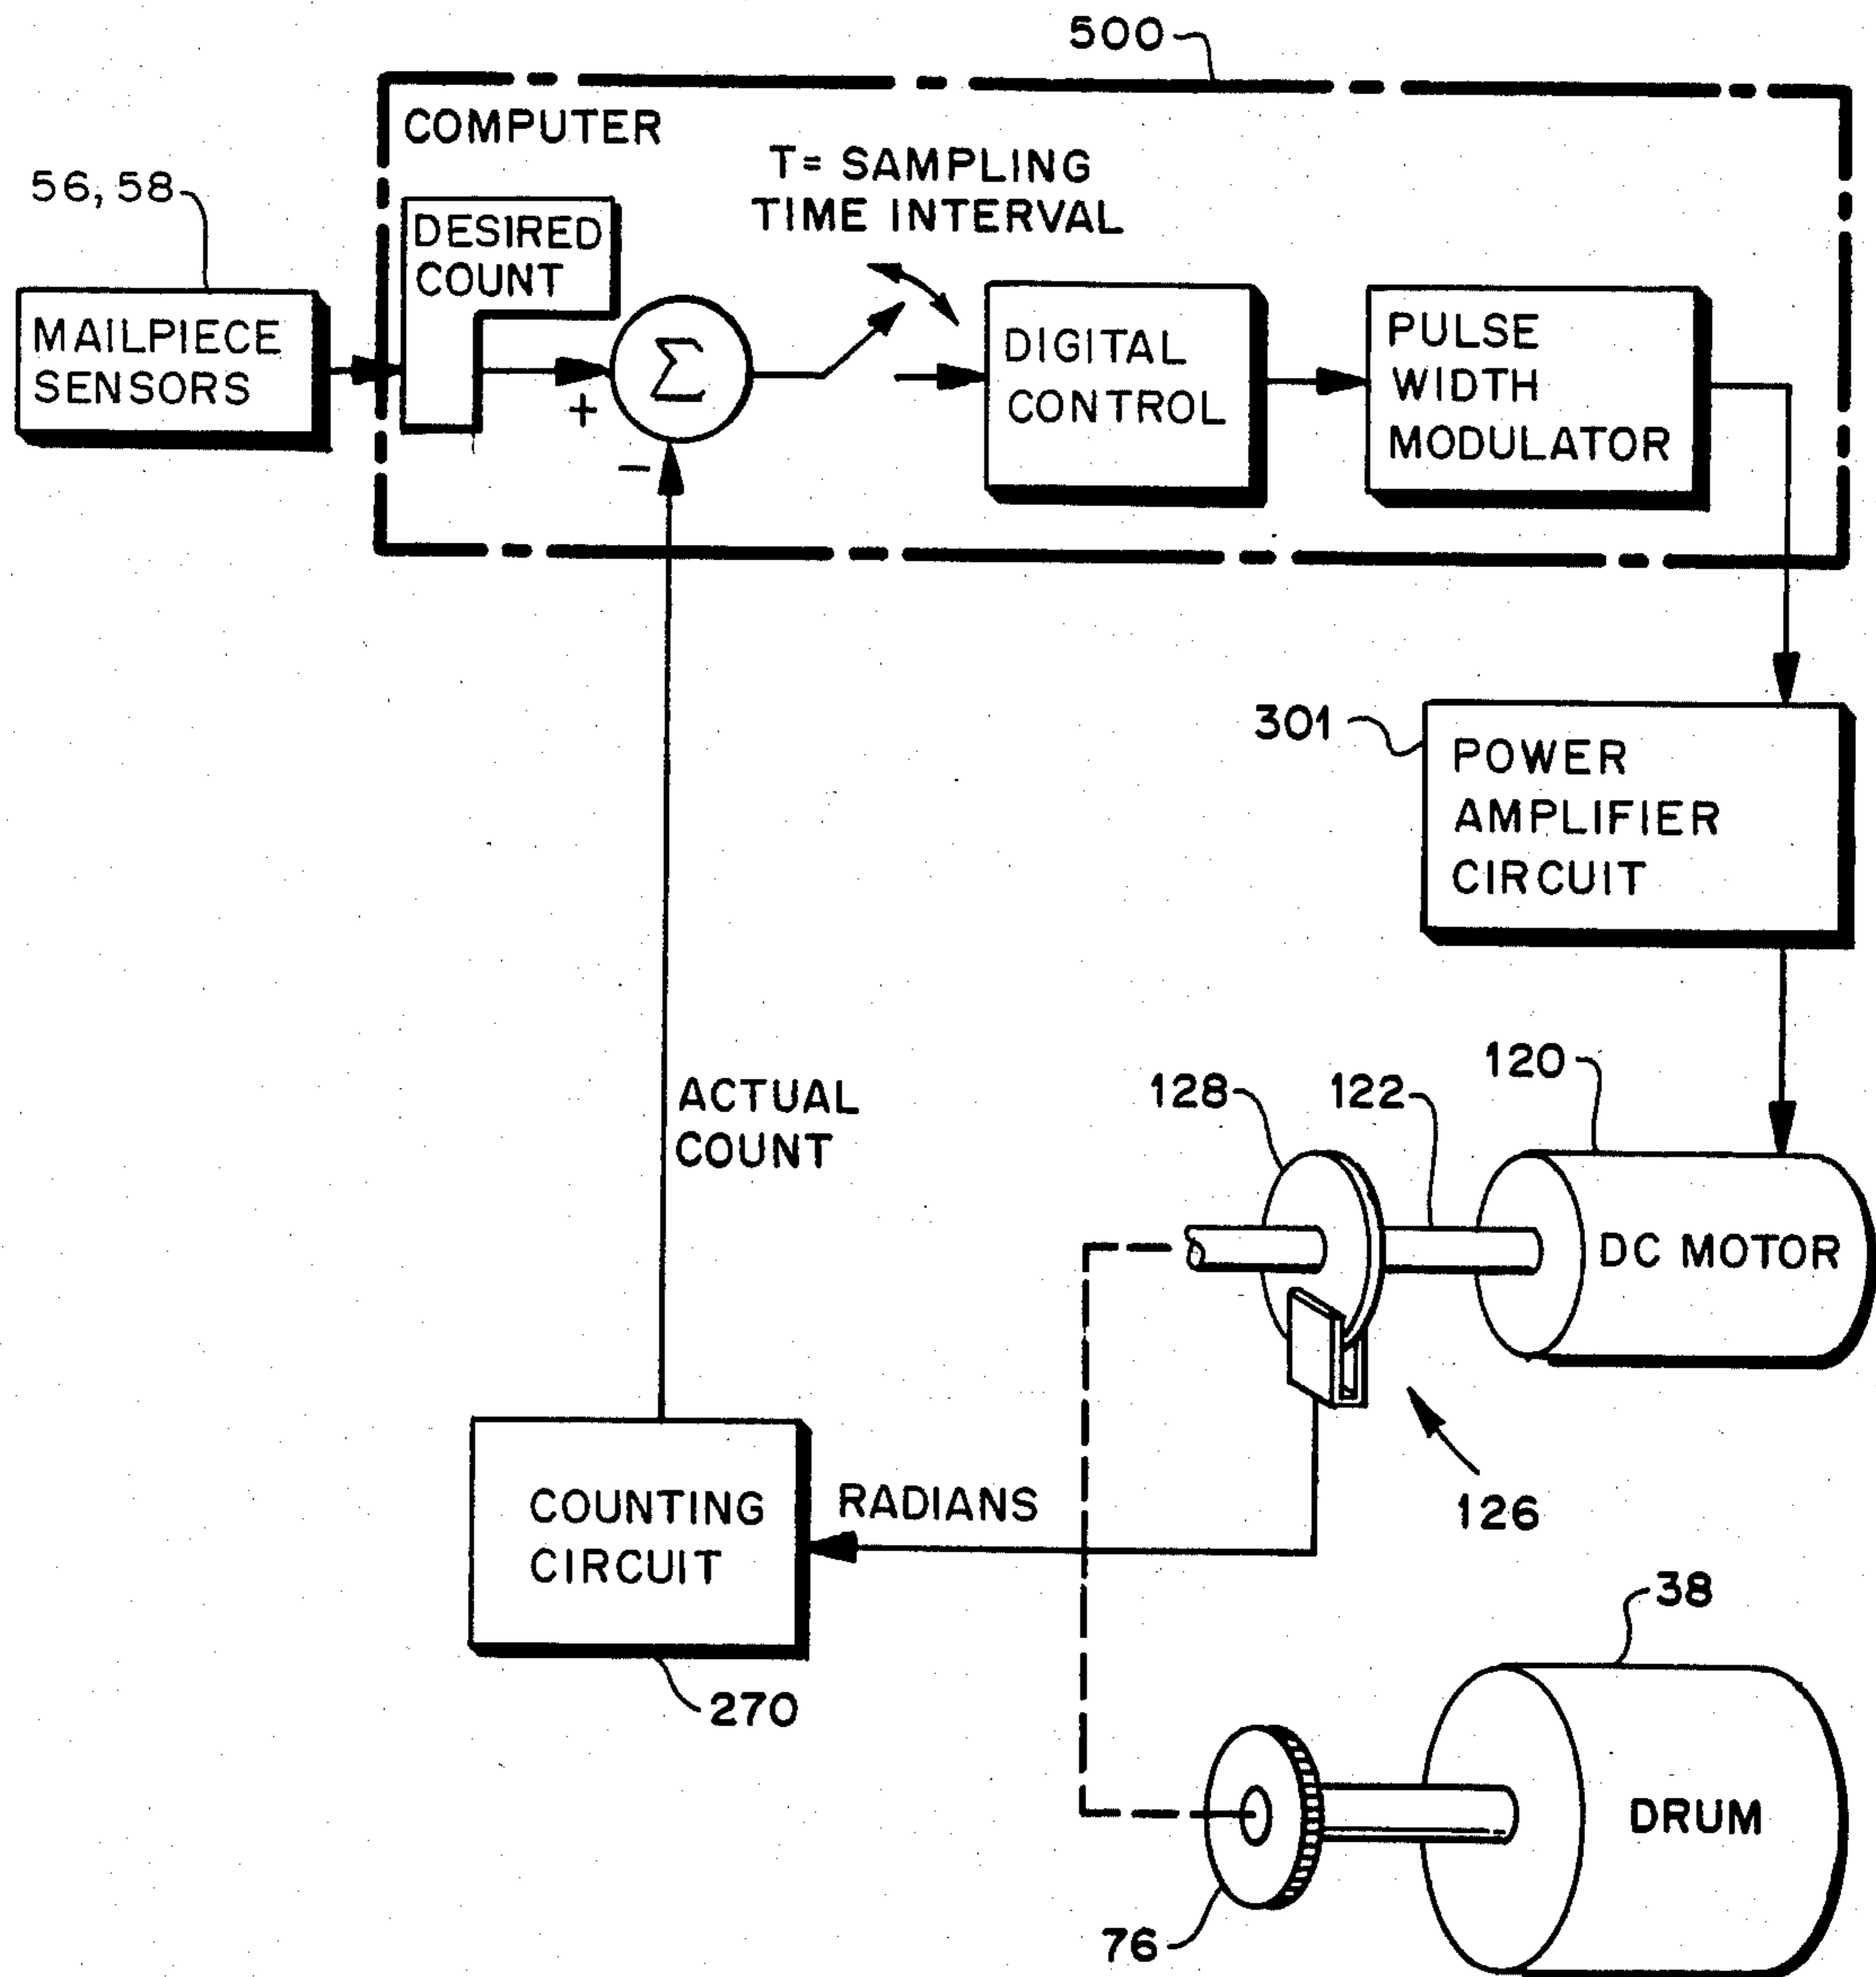 500
COMPUTER
T= SAMPLING
TIME INTERVAL
56, 58
DESIRED
COUNT
MAILPIECE
SENSORS
+
Σ
−
DIGITAL
CONTROL
PULSE
WIDTH
MODULATOR
301
POWER
AMPLIFIER
CIRCUIT
ACTUAL
COUNT
128
122
120
DC MOTOR
126
COUNTING
CIRCUIT
RADIANS
270
38
DRUM
76